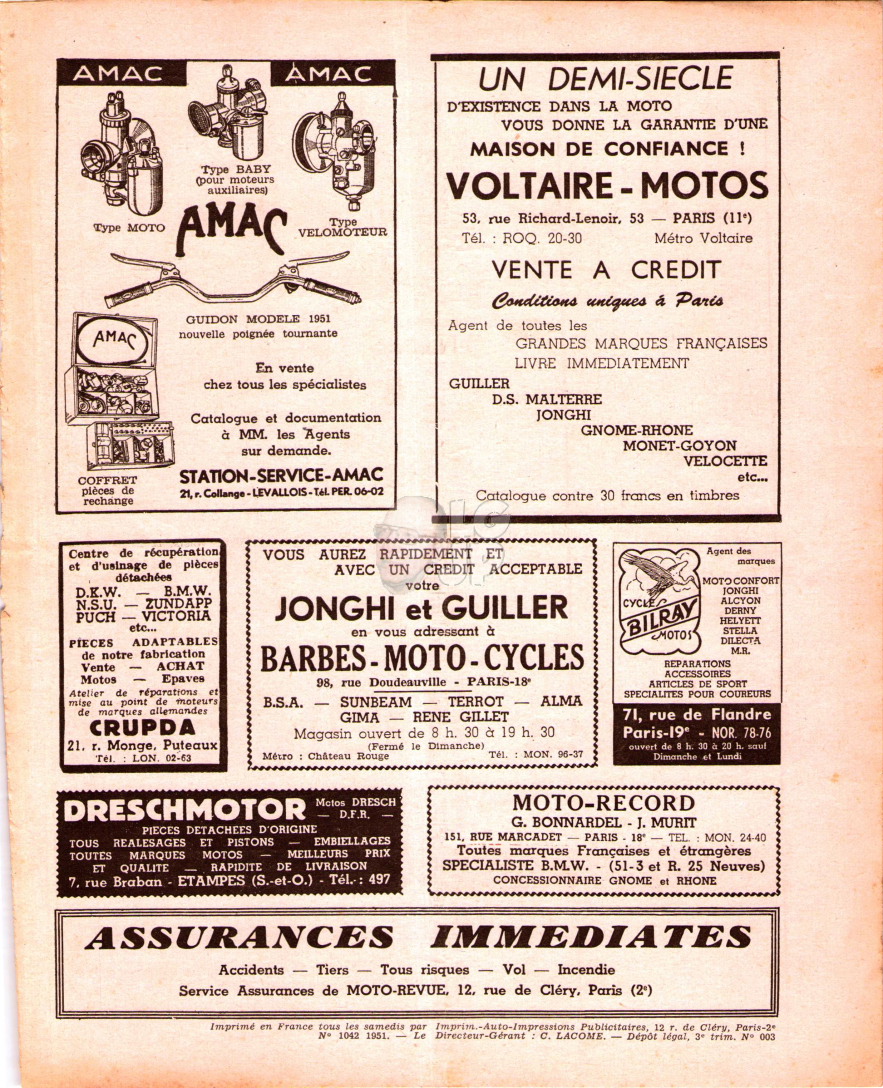 AMAC
AMAC
Type BABY
(pour moteurs
auxiliaires)
Type MOTO
AMAC
Type
VELOMOTEUR
GUIDON MODELE 1951
nouvelle poignée tournante
AMAC
En vente
chez tous les spécialistes
Catalogue et documentation
à MM. les Agents
sur demande.
COFFRET
pièces de
rechange
STATION-SERVICE-AMAC
21, r. Collange - LEVALLOIS - Tél. PER. 06-02
UN DEMI-SIECLE
D'EXISTENCE DANS LA MOTO
VOUS DONNE LA GARANTIE D'UNE
MAISON DE CONFIANCE !
VOLTAIRE - MOTOS
53, rue Richard-Lenoir, 53 — PARIS (11e)
Tél. : ROQ. 20-30 Métro Voltaire
VENTE A CREDIT
Conditions uniques à Paris
Agent de toutes les
GRANDES MARQUES FRANÇAISES
LIVRE IMMEDIATEMENT
GUILLER
D.S. MALTERRE
JONGHI
GNOME-RHONE
MONET-GOYON
VELOCETTE
etc...
Catalogue contre 30 francs en timbres
Centre de récupération
et d'usinage de pièces
détachées
D.K.W. — B.M.W.
N.S.U. — ZUNDAPP
PUCH — VICTORIA
etc...
PIECES ADAPTABLES
de notre fabrication
Vente — ACHAT
Motos — Epaves
Atelier de réparations et
mise au point de moteurs
de marques allemandes
CRUPDA
21, r. Monge, Puteaux
Tél. : LON. 02-63
VOUS AUREZ RAPIDEMENT ET
AVEC UN CREDIT ACCEPTABLE
votre
JONGHI et GUILLER
en vous adressant à
BARBES - MOTO - CYCLES
98, rue Doudeauville - PARIS-18e
B.S.A. — SUNBEAM — TERROT — ALMA
GIMA — RENE GILLET
Magasin ouvert de 8 h. 30 à 19 h. 30
(Fermé le Dimanche)
Métro : Château Rouge Tél. : MON. 96-37
CYCLES
BILRAY
MOTOS
Agent des
marques
MOTOCONFORT
JONGHI
ALCYON
DERNY
HELYETT
STELLA
DILECTA
M.R.
REPARATIONS
ACCESSOIRES
ARTICLES DE SPORT
SPECIALITES POUR COUREURS
71, rue de Flandre
Paris-19e - NOR. 78-76
ouvert de 8 h. 30 à 20 h. sauf
Dimanche et Lundi
DRESCHMOTOR Motos DRESCH
— D.F.R. —
PIECES DETACHEES D'ORIGINE
TOUS REALESAGES ET PISTONS — EMBIELLAGES
TOUTES MARQUES MOTOS — MEILLEURS PRIX
ET QUALITE — RAPIDITE DE LIVRAISON
7, rue Braban - ETAMPES (S.-et-O.) - Tél. : 497
MOTO-RECORD
G. BONNARDEL - J. MURIT
151, RUE MARCADET — PARIS - 18e — TEL. : MON. 24-40
Toutes marques Françaises et étrangères
SPECIALISTE B.M.W. - (51-3 et R. 25 Neuves)
CONCESSIONNAIRE GNOME et RHONE
ASSURANCES IMMEDIATES
Accidents — Tiers — Tous risques — Vol — Incendie
Service Assurances de MOTO-REVUE, 12, rue de Cléry, Paris (2e)
Imprimé en France tous les samedis par Imprim.-Auto-Impressions Publicitaires, 12 r. de Cléry, Paris-2e
No 1042 1951. — Le Directeur-Gérant : C. LACOME. — Dépôt légal, 3e trim. No 003